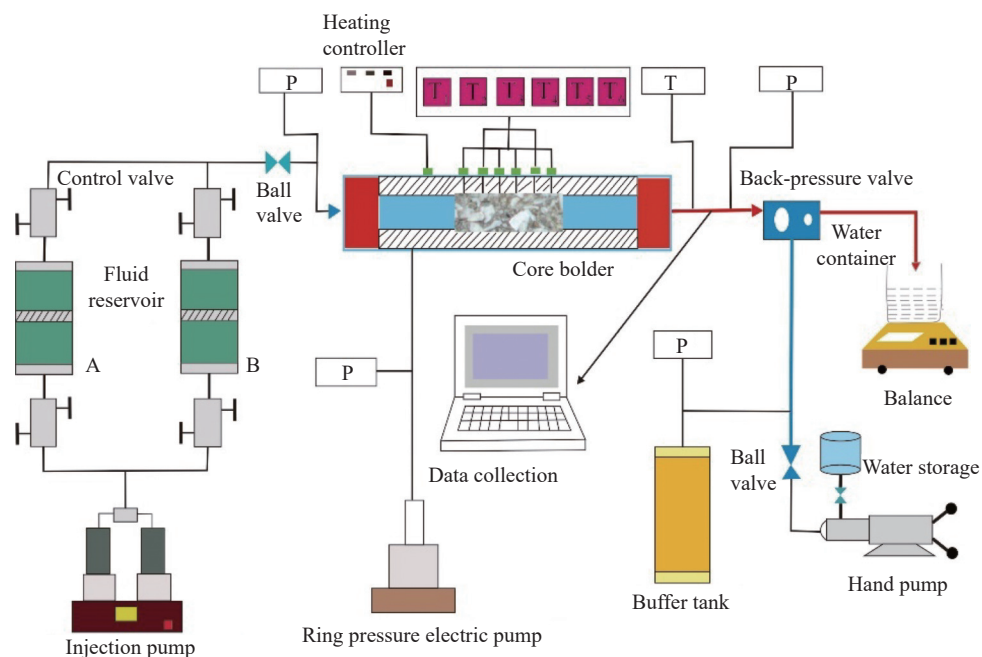 Heating
controller
P
T T T T T T
T
P
Control valve
Ball
valve
Back-pressure valve
Water
container
Core bolder
Fluid
reservoir
A
B
P
P
Balance
Data collection
Ball
valve
Water storage
Hand pump
Buffer tank
Ring pressure electric pump
Injection pump